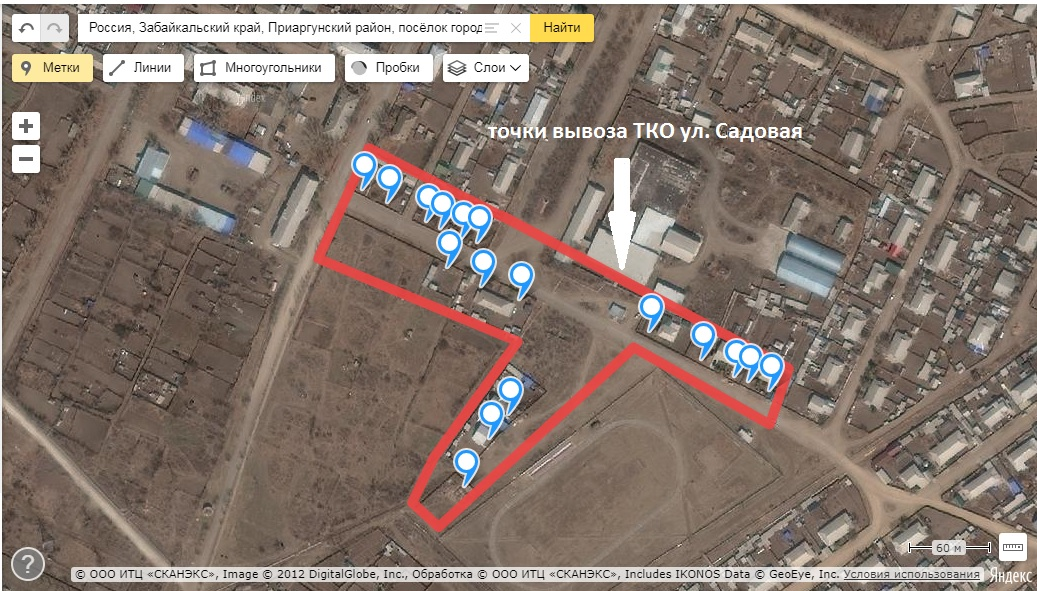 Россия, Забайкальский край, Приаргунский район, посёлок город
Найти
Метки
Линии
Многоугольники
Пробки
Слои
Yandex
точки вывоза ТКО ул. Садовая
60 м
?
© ООО ИТЦ «СКАНЭКС», Image © 2012 DigitalGlobe, Inc., Обработка © ООО ИТЦ «СКАНЭКС», Includes IKONOS Data © GeoEye, Inc. Условия использования
Яндекс